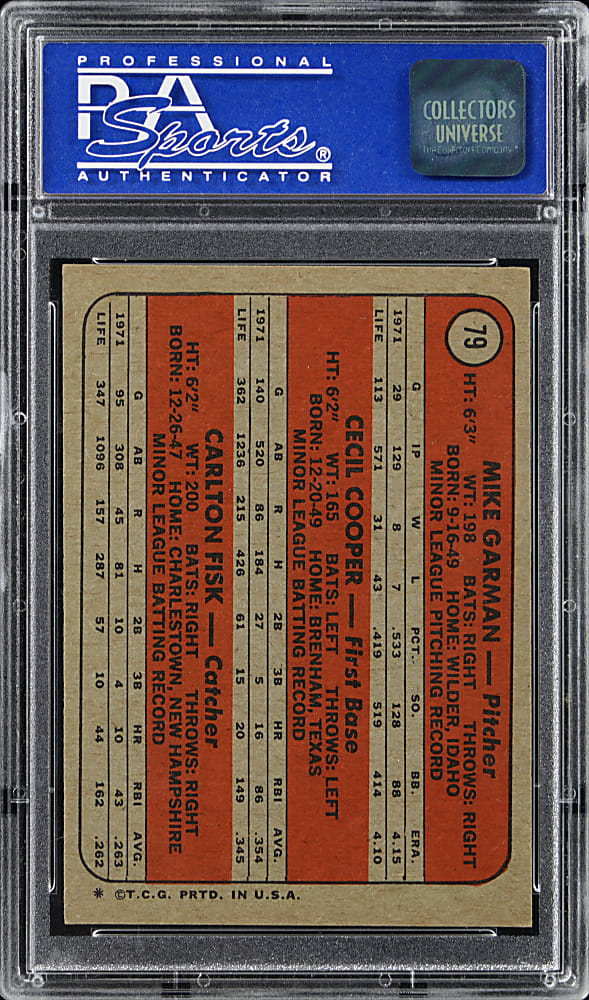 PROFESSIONAL
PSA
Sports®
AUTHENTICATOR
COLLECTORS
UNIVERSE
The Collectors Company
79
MIKE GARMAN — Pitcher
HT: 6'3" WT: 198 BATS: RIGHT THROWS: RIGHT
BORN: 9-16-49 HOME: WILDER, IDAHO
MINOR LEAGUE PITCHING RECORD
G IP W L PCT. SO. BB. ERA.
1971 29 129 8 7 .533 128 88 4.15
LIFE 113 571 31 43 .419 519 414 4.10
CECIL COOPER — First Base
HT: 6'2" WT: 165 BATS: LEFT THROWS: LEFT
BORN: 12-20-49 HOME: BRENHAM, TEXAS
MINOR LEAGUE BATTING RECORD
G AB R H 2B 3B HR RBI AVG.
1971 140 520 86 184 27 5 16 86 .354
LIFE 362 1236 215 426 61 15 20 149 .345
CARLTON FISK — Catcher
HT: 6'2" WT: 200 BATS: RIGHT THROWS: RIGHT
BORN: 12-26-47 HOME: CHARLESTOWN, NEW HAMPSHIRE
MINOR LEAGUE BATTING RECORD
G AB R H 2B 3B HR RBI AVG.
1971 95 308 45 81 10 4 10 43 .263
LIFE 347 1096 157 287 57 10 44 162 .262
* ©T.C.G. PRTD. IN U.S.A.